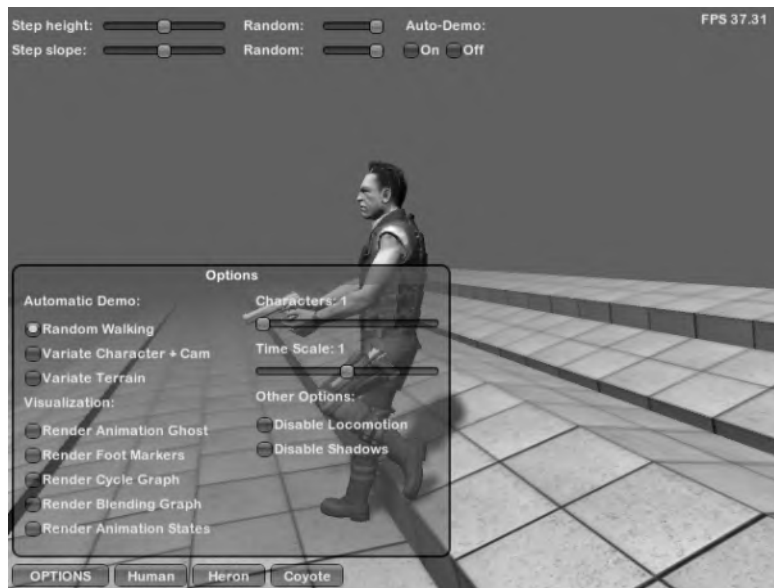 Step height: Random: Auto-Demo: FPS 37.31
Step slope: Random: On Off
Options
Automatic Demo: Characters: 1
Random Walking
Variate Character + Cam Time Scale: 1
Variate Terrain
Visualization: Other Options:
Render Animation Ghost Disable Locomotion
Render Foot Markers Disable Shadows
Render Cycle Graph
Render Blending Graph
Render Animation States
OPTIONS Human Heron Coyote